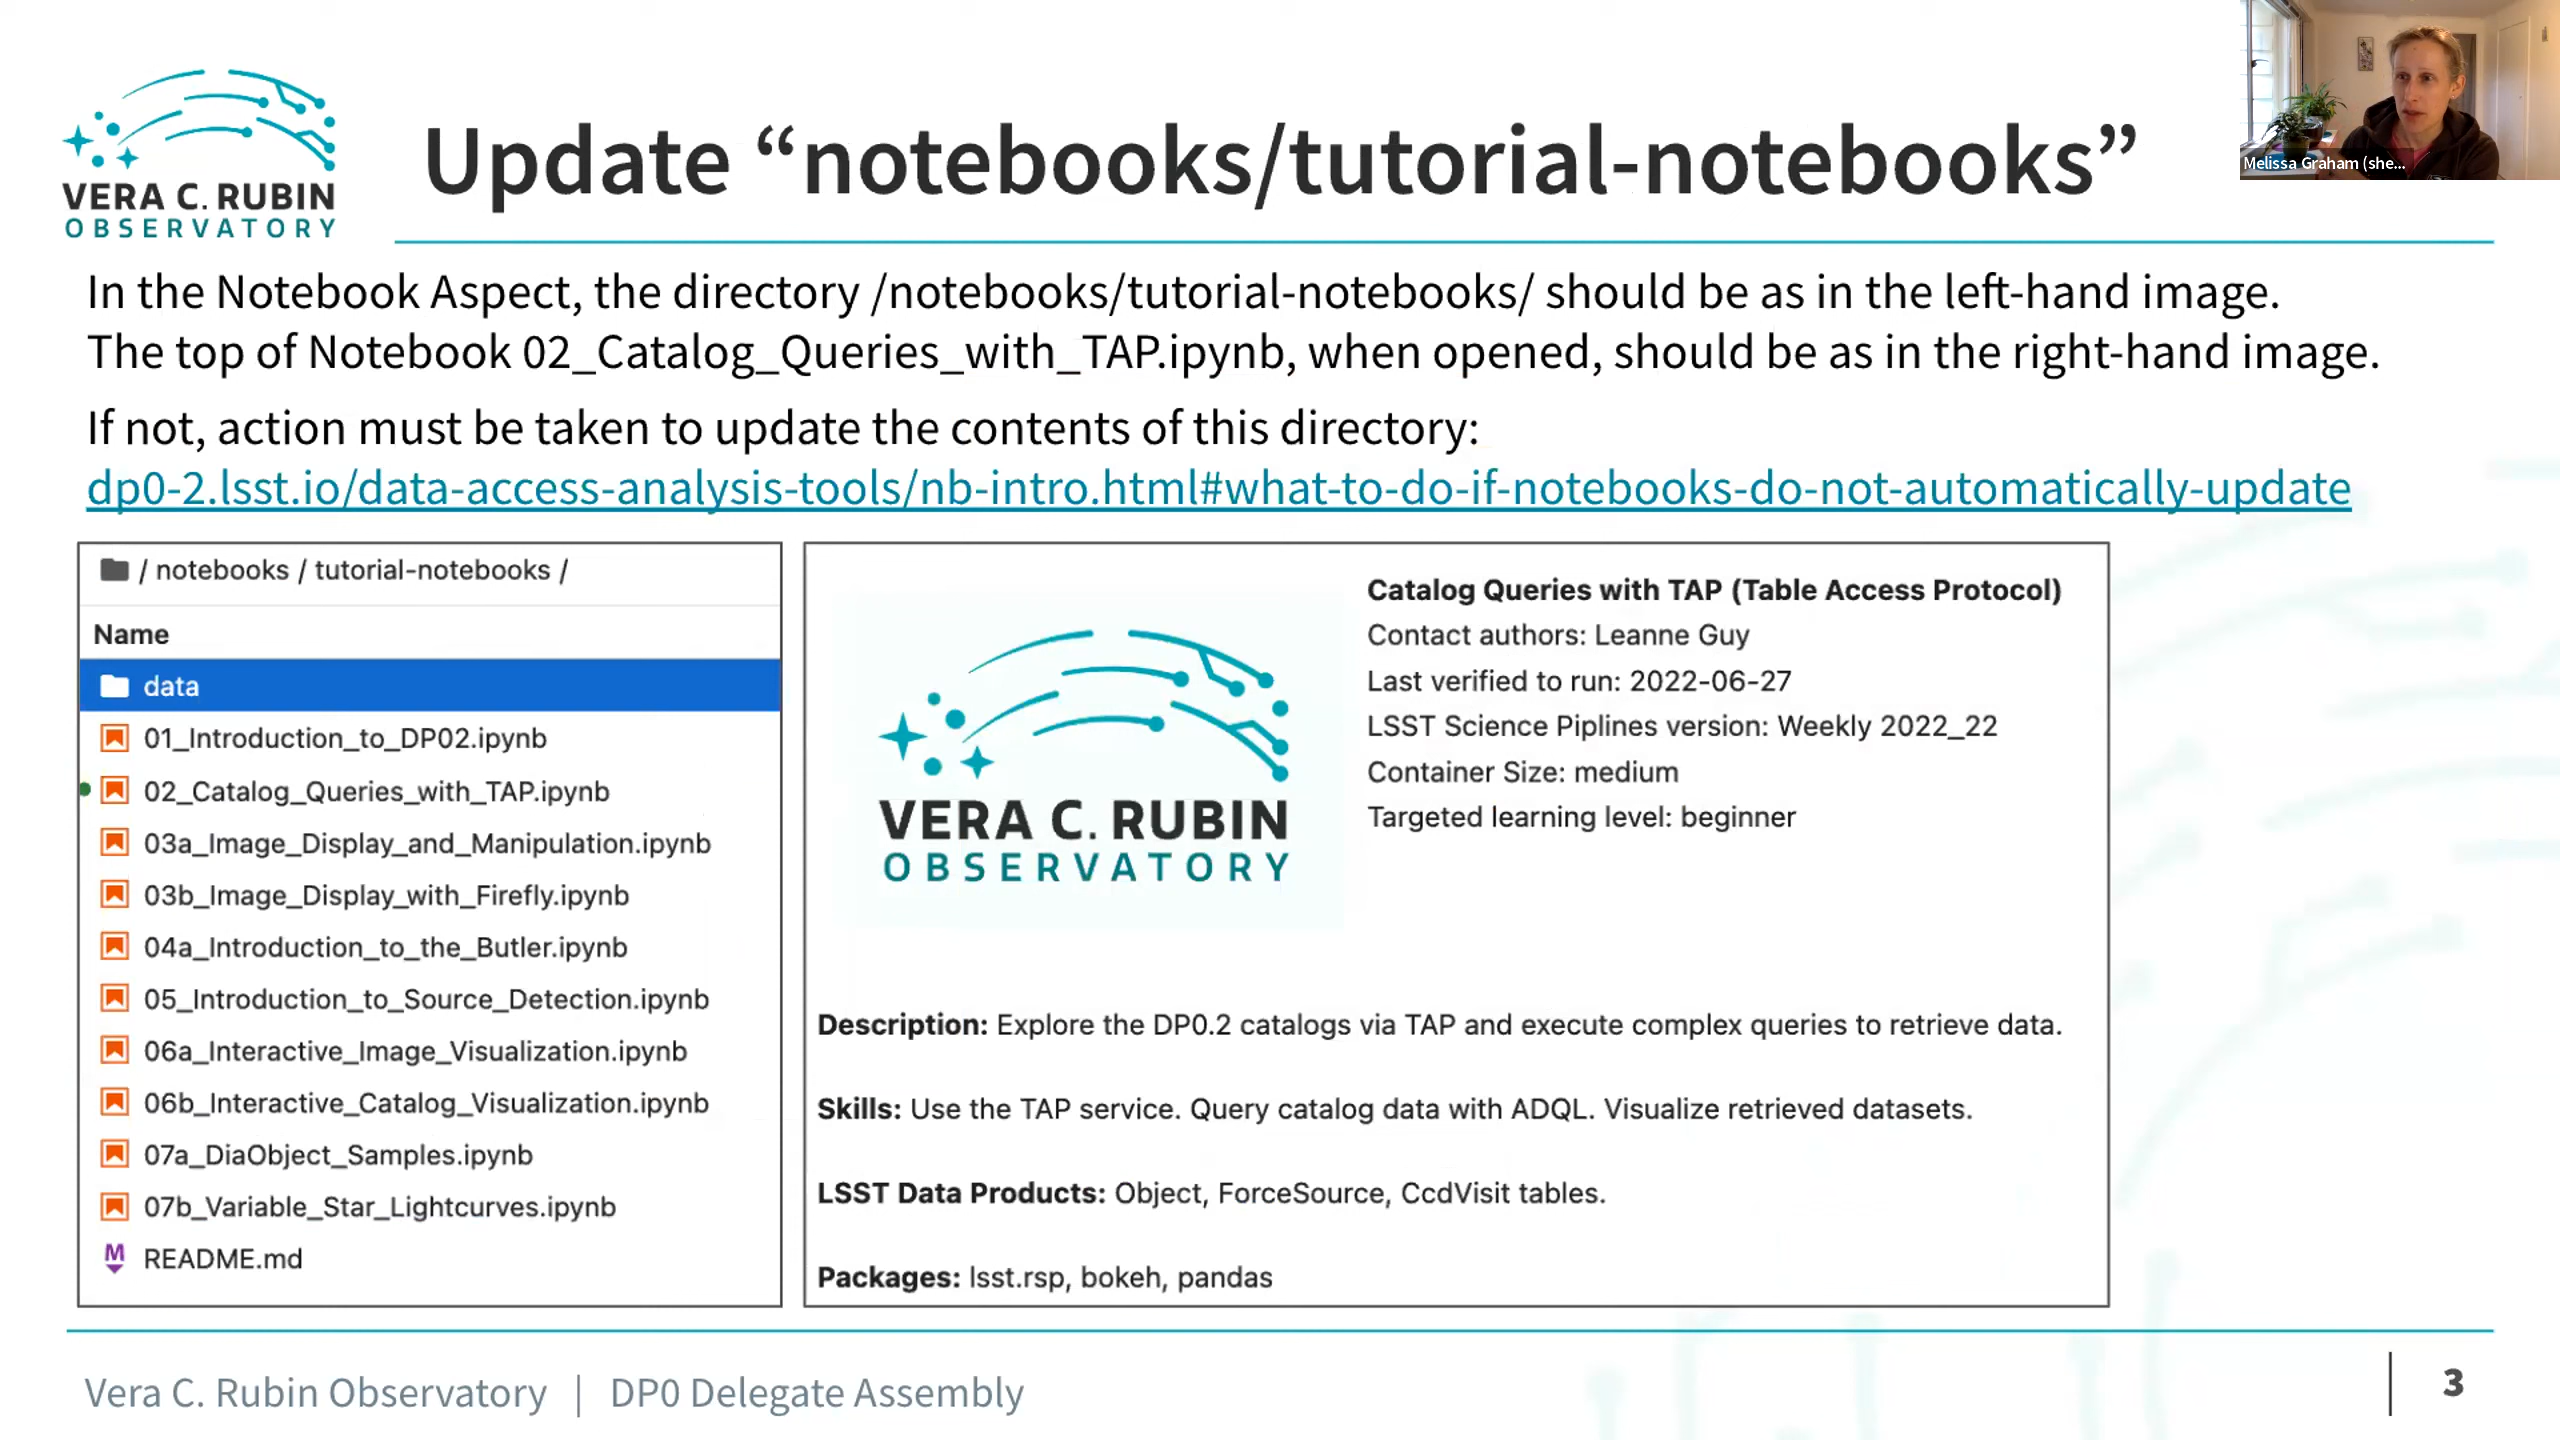 VERA C. RUBIN
OBSERVATORY
Update “notebooks/tutorial-notebooks”
Melissa Graham (she...
In the Notebook Aspect, the directory /notebooks/tutorial-notebooks/ should be as in the left-hand image.
The top of Notebook 02_Catalog_Queries_with_TAP.ipynb, when opened, should be as in the right-hand image.
If not, action must be taken to update the contents of this directory:
dp0-2.lsst.io/data-access-analysis-tools/nb-intro.html#what-to-do-if-notebooks-do-not-automatically-update
/ notebooks / tutorial-notebooks /
Name
data
01_Introduction_to_DP02.ipynb
02_Catalog_Queries_with_TAP.ipynb
03a_Image_Display_and_Manipulation.ipynb
03b_Image_Display_with_Firefly.ipynb
04a_Introduction_to_the_Butler.ipynb
05_Introduction_to_Source_Detection.ipynb
06a_Interactive_Image_Visualization.ipynb
06b_Interactive_Catalog_Visualization.ipynb
07a_DiaObject_Samples.ipynb
07b_Variable_Star_Lightcurves.ipynb
README.md
VERA C. RUBIN
OBSERVATORY
Catalog Queries with TAP (Table Access Protocol)
Contact authors: Leanne Guy
Last verified to run: 2022-06-27
LSST Science Piplines version: Weekly 2022_22
Container Size: medium
Targeted learning level: beginner
Description: Explore the DP0.2 catalogs via TAP and execute complex queries to retrieve data.
Skills: Use the TAP service. Query catalog data with ADQL. Visualize retrieved datasets.
LSST Data Products: Object, ForceSource, CcdVisit tables.
Packages: lsst.rsp, bokeh, pandas
Vera C. Rubin Observatory | DP0 Delegate Assembly
3